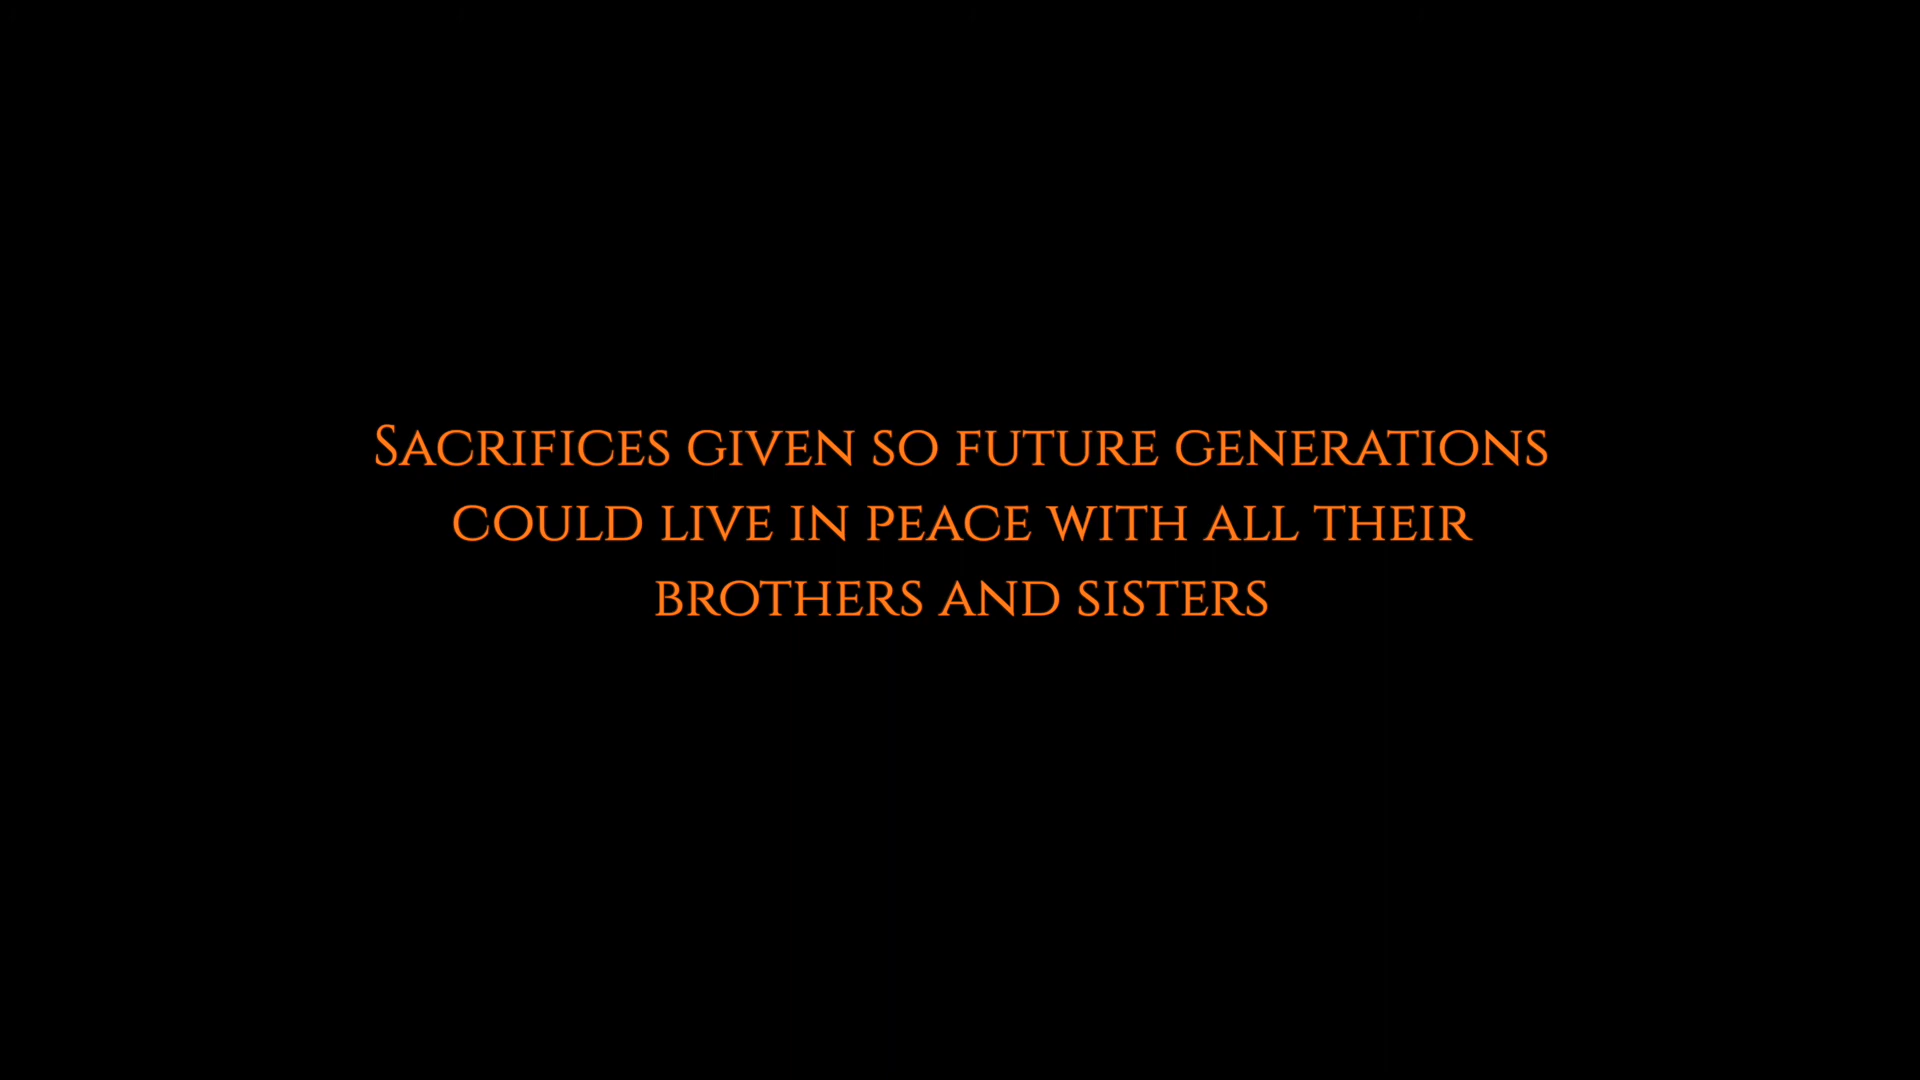 Sacrifices given so future generations
could live in peace with all their
brothers and sisters